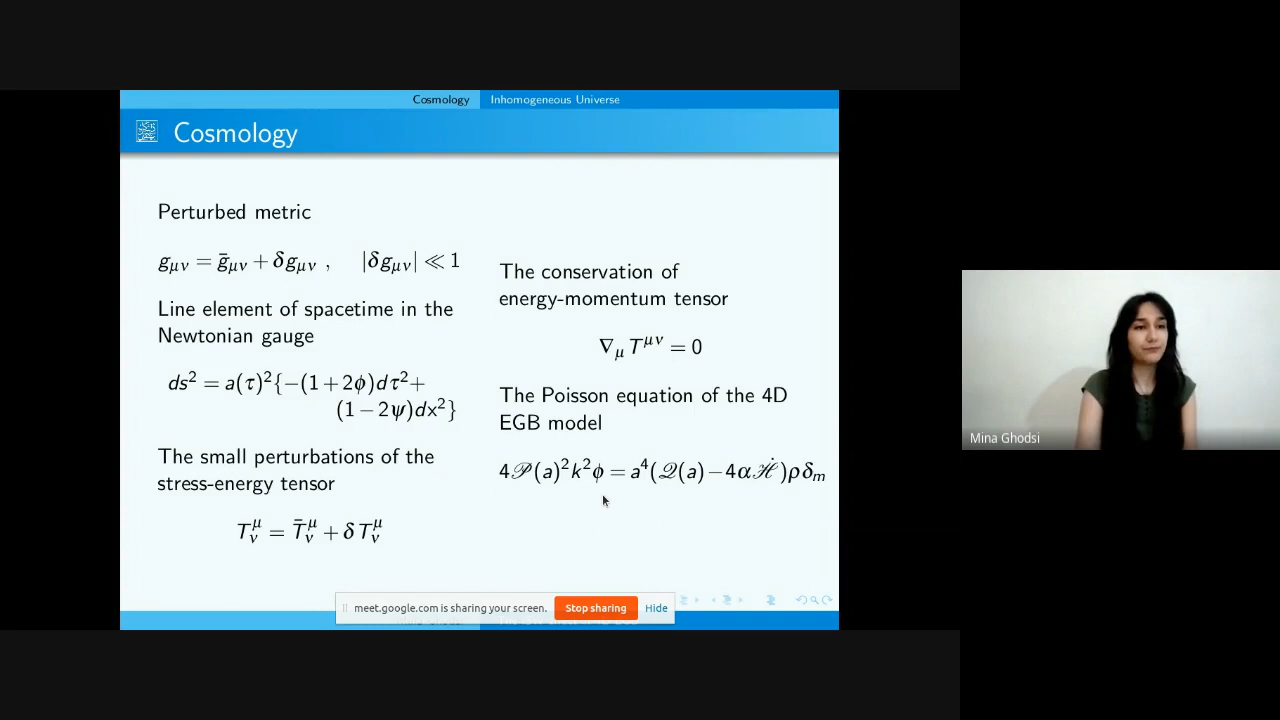 Cosmology Inhomogeneous Universe
Cosmology
Perturbed metric
g_{μν} = ḡ_{μν} + δg_{μν} , |δg_{μν}| ≪ 1
Line element of spacetime in the
Newtonian gauge
ds² = a(τ)²{−(1+2ϕ)dτ²+
(1−2ψ)dx²}
The small perturbations of the
stress-energy tensor
T^μ_ν = T̄^μ_ν + δT^μ_ν
The conservation of
energy-momentum tensor
∇_μ T^{μν} = 0
The Poisson equation of the 4D
EGB model
4𝒫(a)²k²ϕ = a⁴(𝒬(a)−4αℋ̇)ρδ_m
meet.google.com is sharing your screen. Stop sharing Hide
Mina Ghodsi